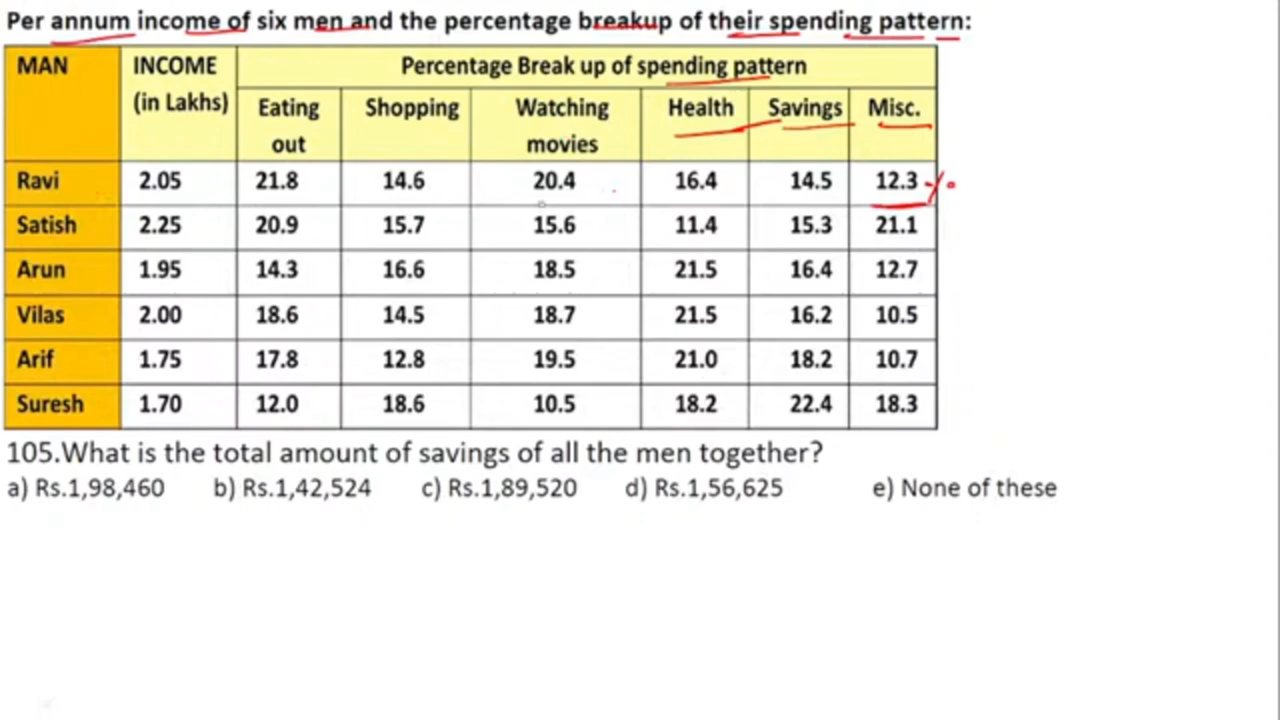 Per annum income of six men and the percentage breakup of their spending pattern:
MAN INCOME (in Lakhs) Percentage Break up of spending pattern
Eating out Shopping Watching movies Health Savings Misc.
Ravi 2.05 21.8 14.6 20.4 16.4 14.5 12.3 %
Satish 2.25 20.9 15.7 15.6 11.4 15.3 21.1
Arun 1.95 14.3 16.6 18.5 21.5 16.4 12.7
Vilas 2.00 18.6 14.5 18.7 21.5 16.2 10.5
Arif 1.75 17.8 12.8 19.5 21.0 18.2 10.7
Suresh 1.70 12.0 18.6 10.5 18.2 22.4 18.3
105.What is the total amount of savings of all the men together?
a) Rs.1,98,460 b) Rs.1,42,524 c) Rs.1,89,520 d) Rs.1,56,625 e) None of these